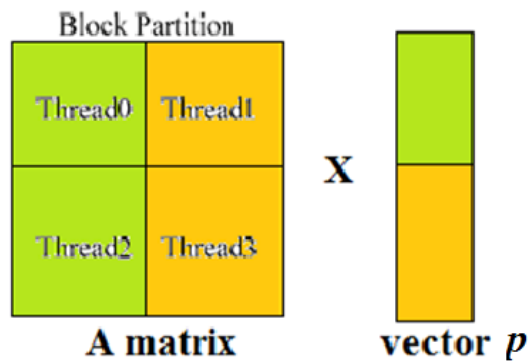 Block Partition
Thread0 Thread1
X
Thread2 Thread3
A matrix
vector p